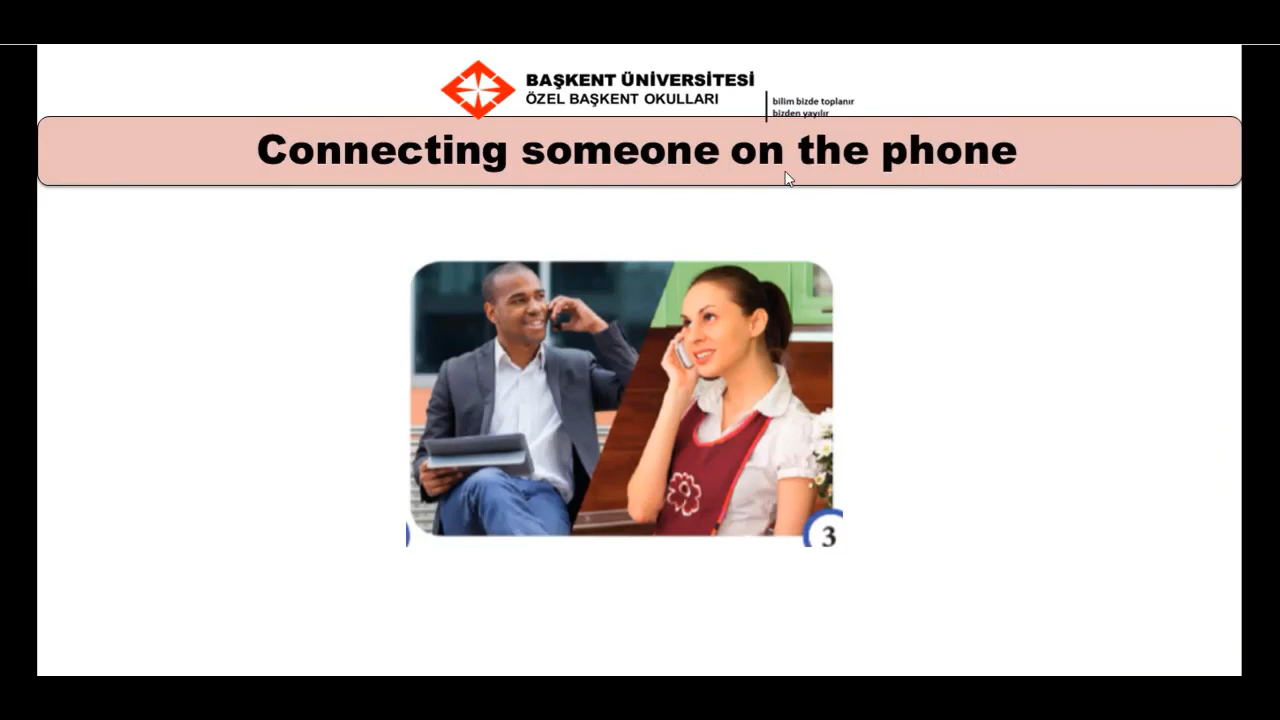 BAŞKENT ÜNİVERSİTESİ
ÖZEL BAŞKENT OKULLARI
bilim bizde toplanır
bizden yayılır
Connecting someone on the phone
3